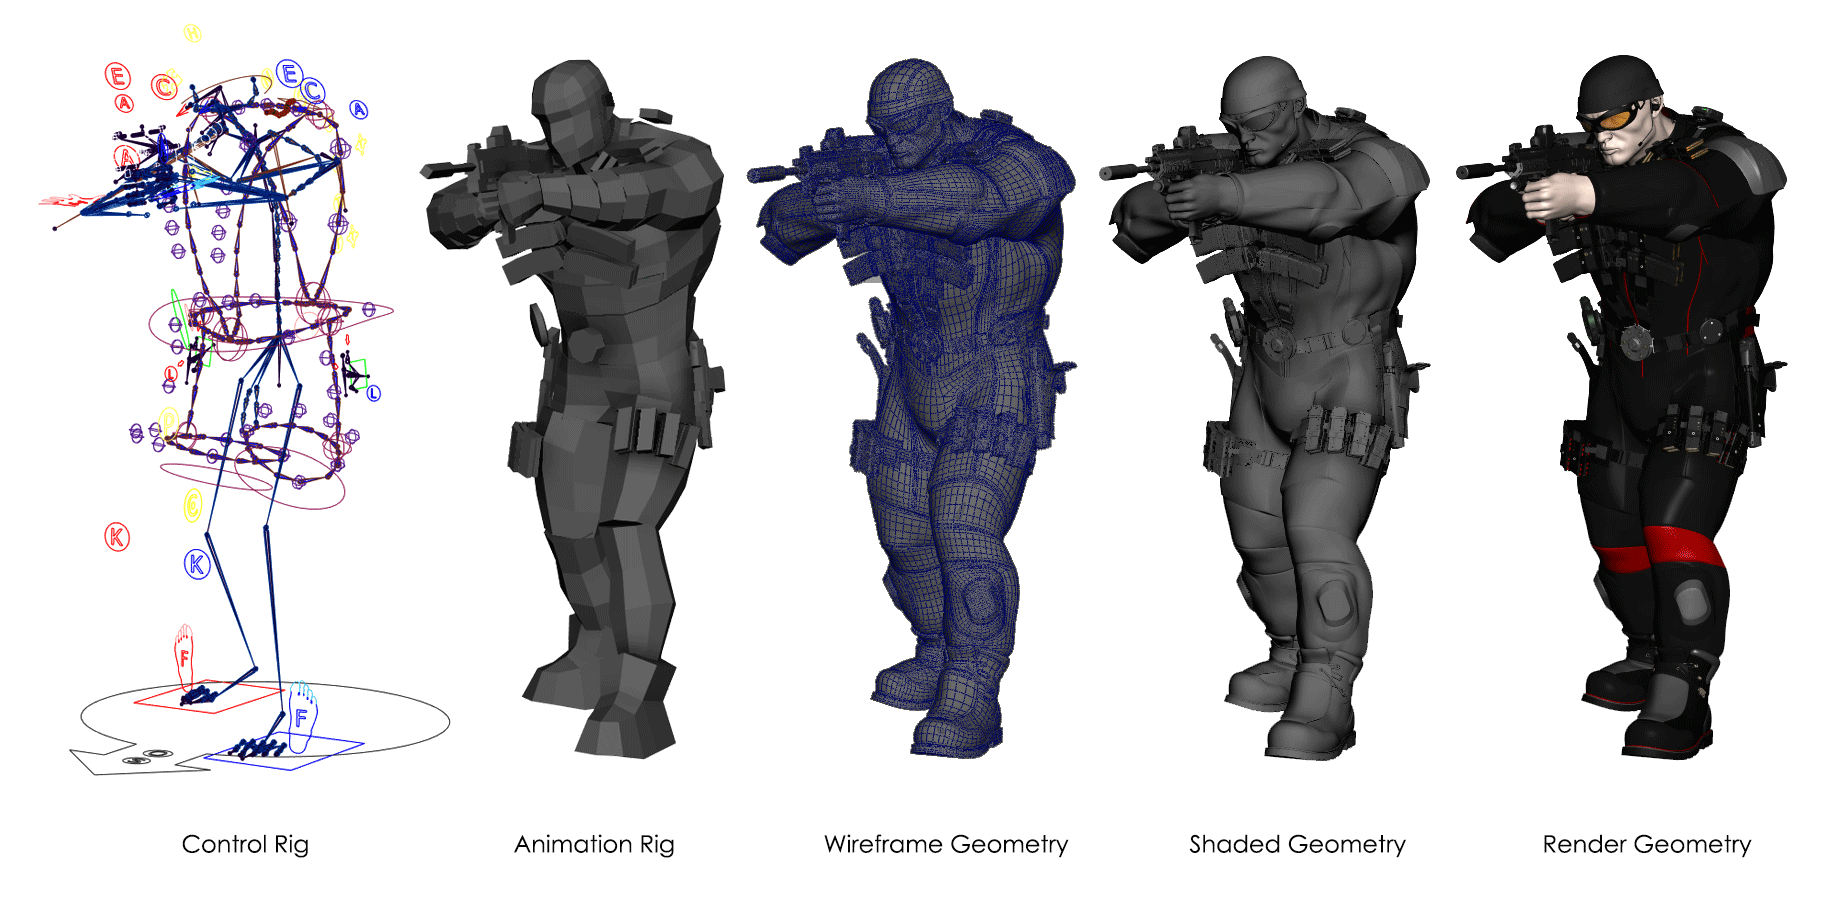 H
E
C
E
C
A
A
A
L
L
P
G
K
K
F
F
Control Rig
Animation Rig
Wireframe Geometry
Shaded Geometry
Render Geometry